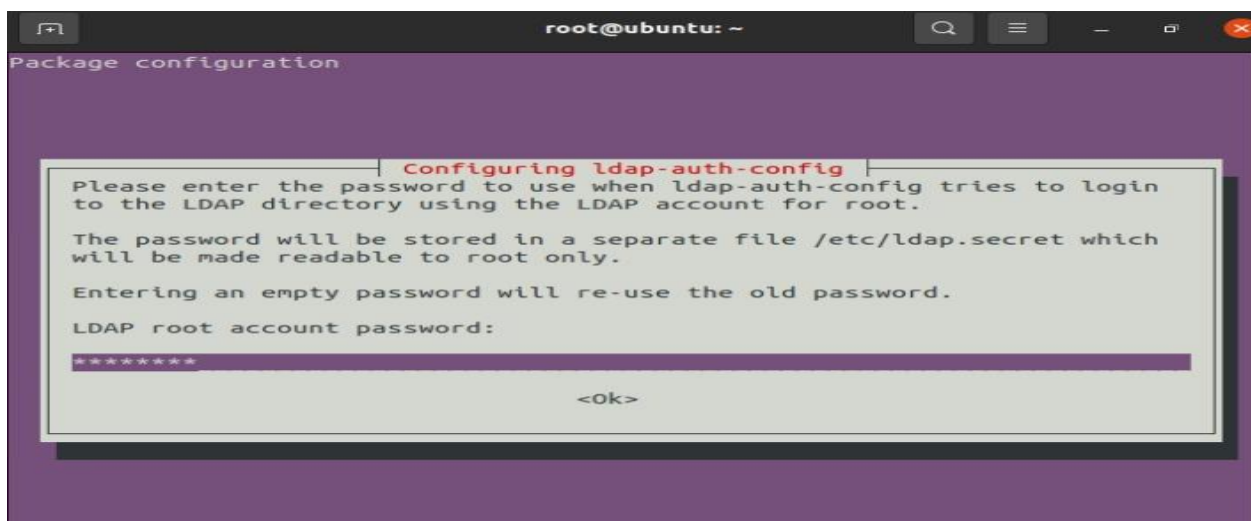 root@ubuntu: ~
Package configuration
Configuring ldap-auth-config
Please enter the password to use when ldap-auth-config tries to login
to the LDAP directory using the LDAP account for root.
The password will be stored in a separate file /etc/ldap.secret which
will be made readable to root only.
Entering an empty password will re-use the old password.
LDAP root account password:
********
<Ok>